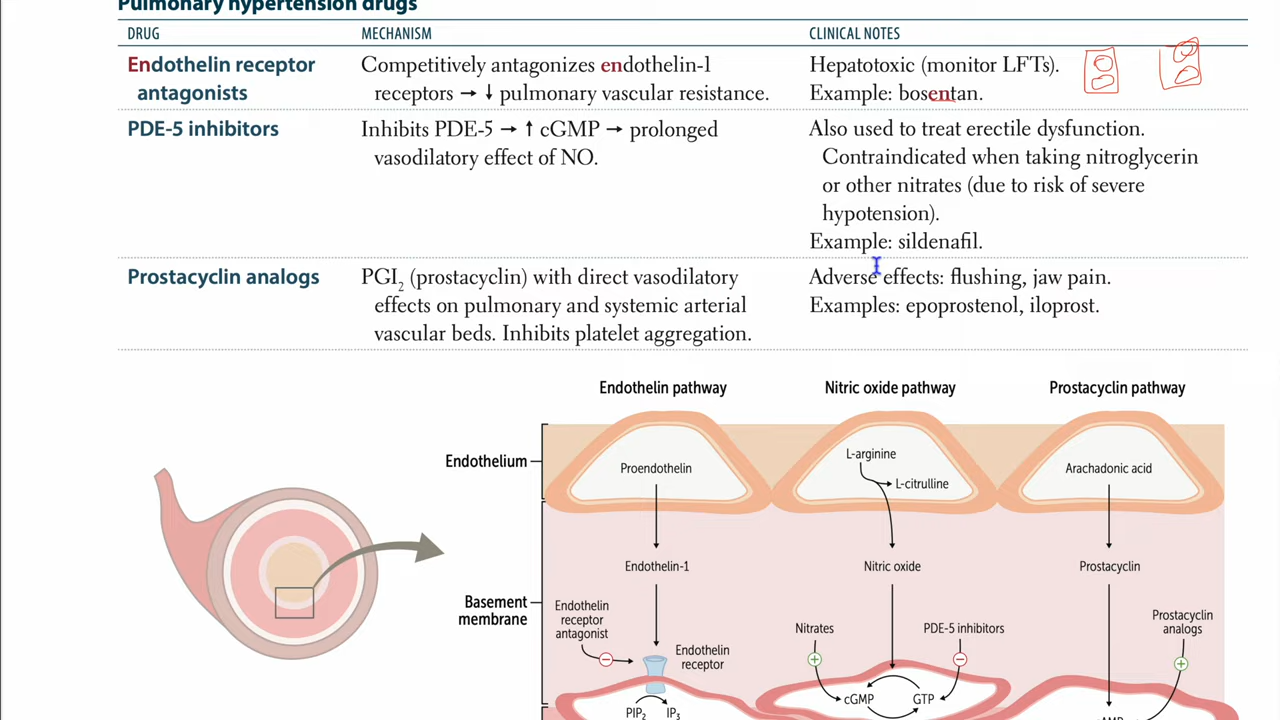 Pulmonary hypertension drugs
DRUG MECHANISM CLINICAL NOTES
Endothelin receptor antagonists
Competitively antagonizes endothelin-1
receptors → ↓ pulmonary vascular resistance.
Hepatotoxic (monitor LFTs).
Example: bosentan.
PDE-5 inhibitors
Inhibits PDE-5 → ↑ cGMP → prolonged
vasodilatory effect of NO.
Also used to treat erectile dysfunction.
Contraindicated when taking nitroglycerin
or other nitrates (due to risk of severe
hypotension).
Example: sildenafil.
Prostacyclin analogs
PGI₂ (prostacyclin) with direct vasodilatory
effects on pulmonary and systemic arterial
vascular beds. Inhibits platelet aggregation.
Adverse effects: flushing, jaw pain.
Examples: epoprostenol, iloprost.
Endothelin pathway
Nitric oxide pathway
Prostacyclin pathway
Endothelium
Proendothelin
L-arginine
L-citrulline
Arachadonic acid
Endothelin-1
Nitric oxide
Prostacyclin
Basement
membrane
Endothelin
receptor
antagonist
Endothelin
receptor
Nitrates
PDE-5 inhibitors
Prostacyclin
analogs
PIP₂
IP₃
cGMP
GTP